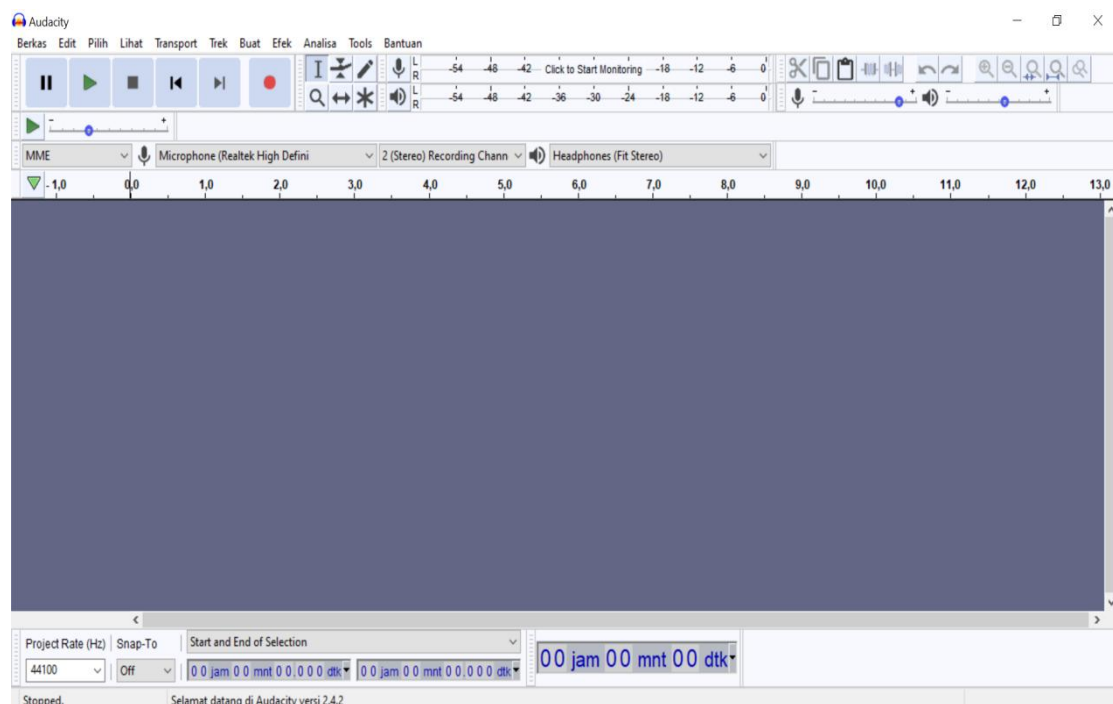 Audacity
Berkas Edit Pilih Lihat Transport Trek Buat Efek Analisa Tools Bantuan
L
R
-54 -48 -42 Click to Start Monitoring -18 -12 -6 0
L
R
-54 -48 -42 -36 -30 -24 -18 -12 -6 0
- +
- +
- +
MME
Microphone (Realtek High Defini
2 (Stereo) Recording Chann
Headphones (Fit Stereo)
- 1,0 0,0 1,0 2,0 3,0 4,0 5,0 6,0 7,0 8,0 9,0 10,0 11,0 12,0 13,0
Project Rate (Hz) Snap-To Start and End of Selection
44100 Off 00 jam 00 mnt 00,000 dtk 00 jam 00 mnt 00,000 dtk
00 jam 00 mnt 00 dtk
Stopped. Selamat datang di Audacity versi 2.4.2